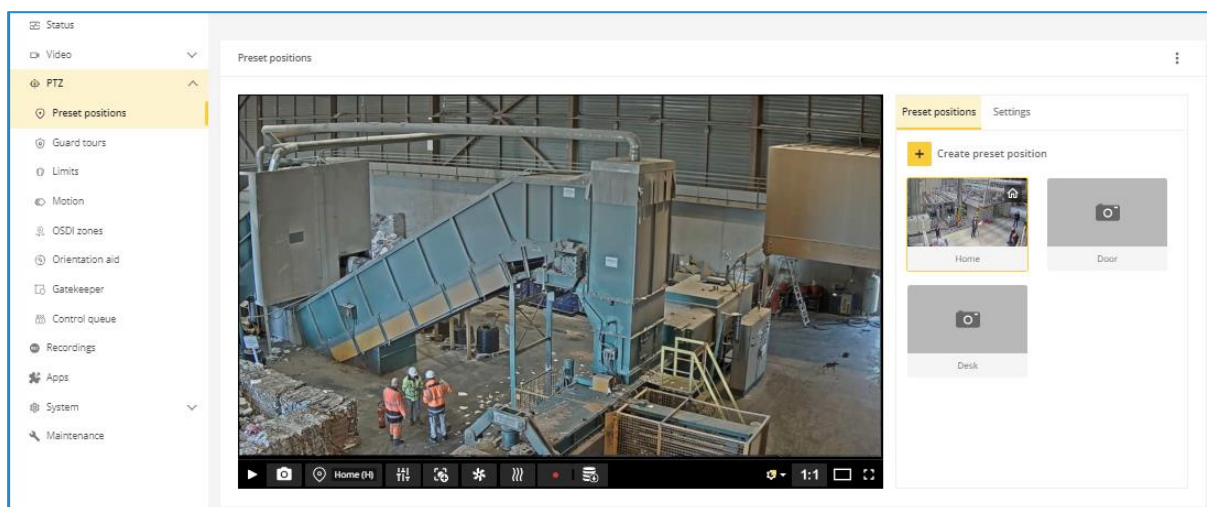 Status
Video
PTZ
Preset positions
Guard tours
Limits
Motion
OSDI zones
Orientation aid
Gatekeeper
Control queue
Recordings
Apps
System
Maintenance
Preset positions
Preset positions Settings
+ Create preset position
Home Door
Desk
Home (H)
1:1